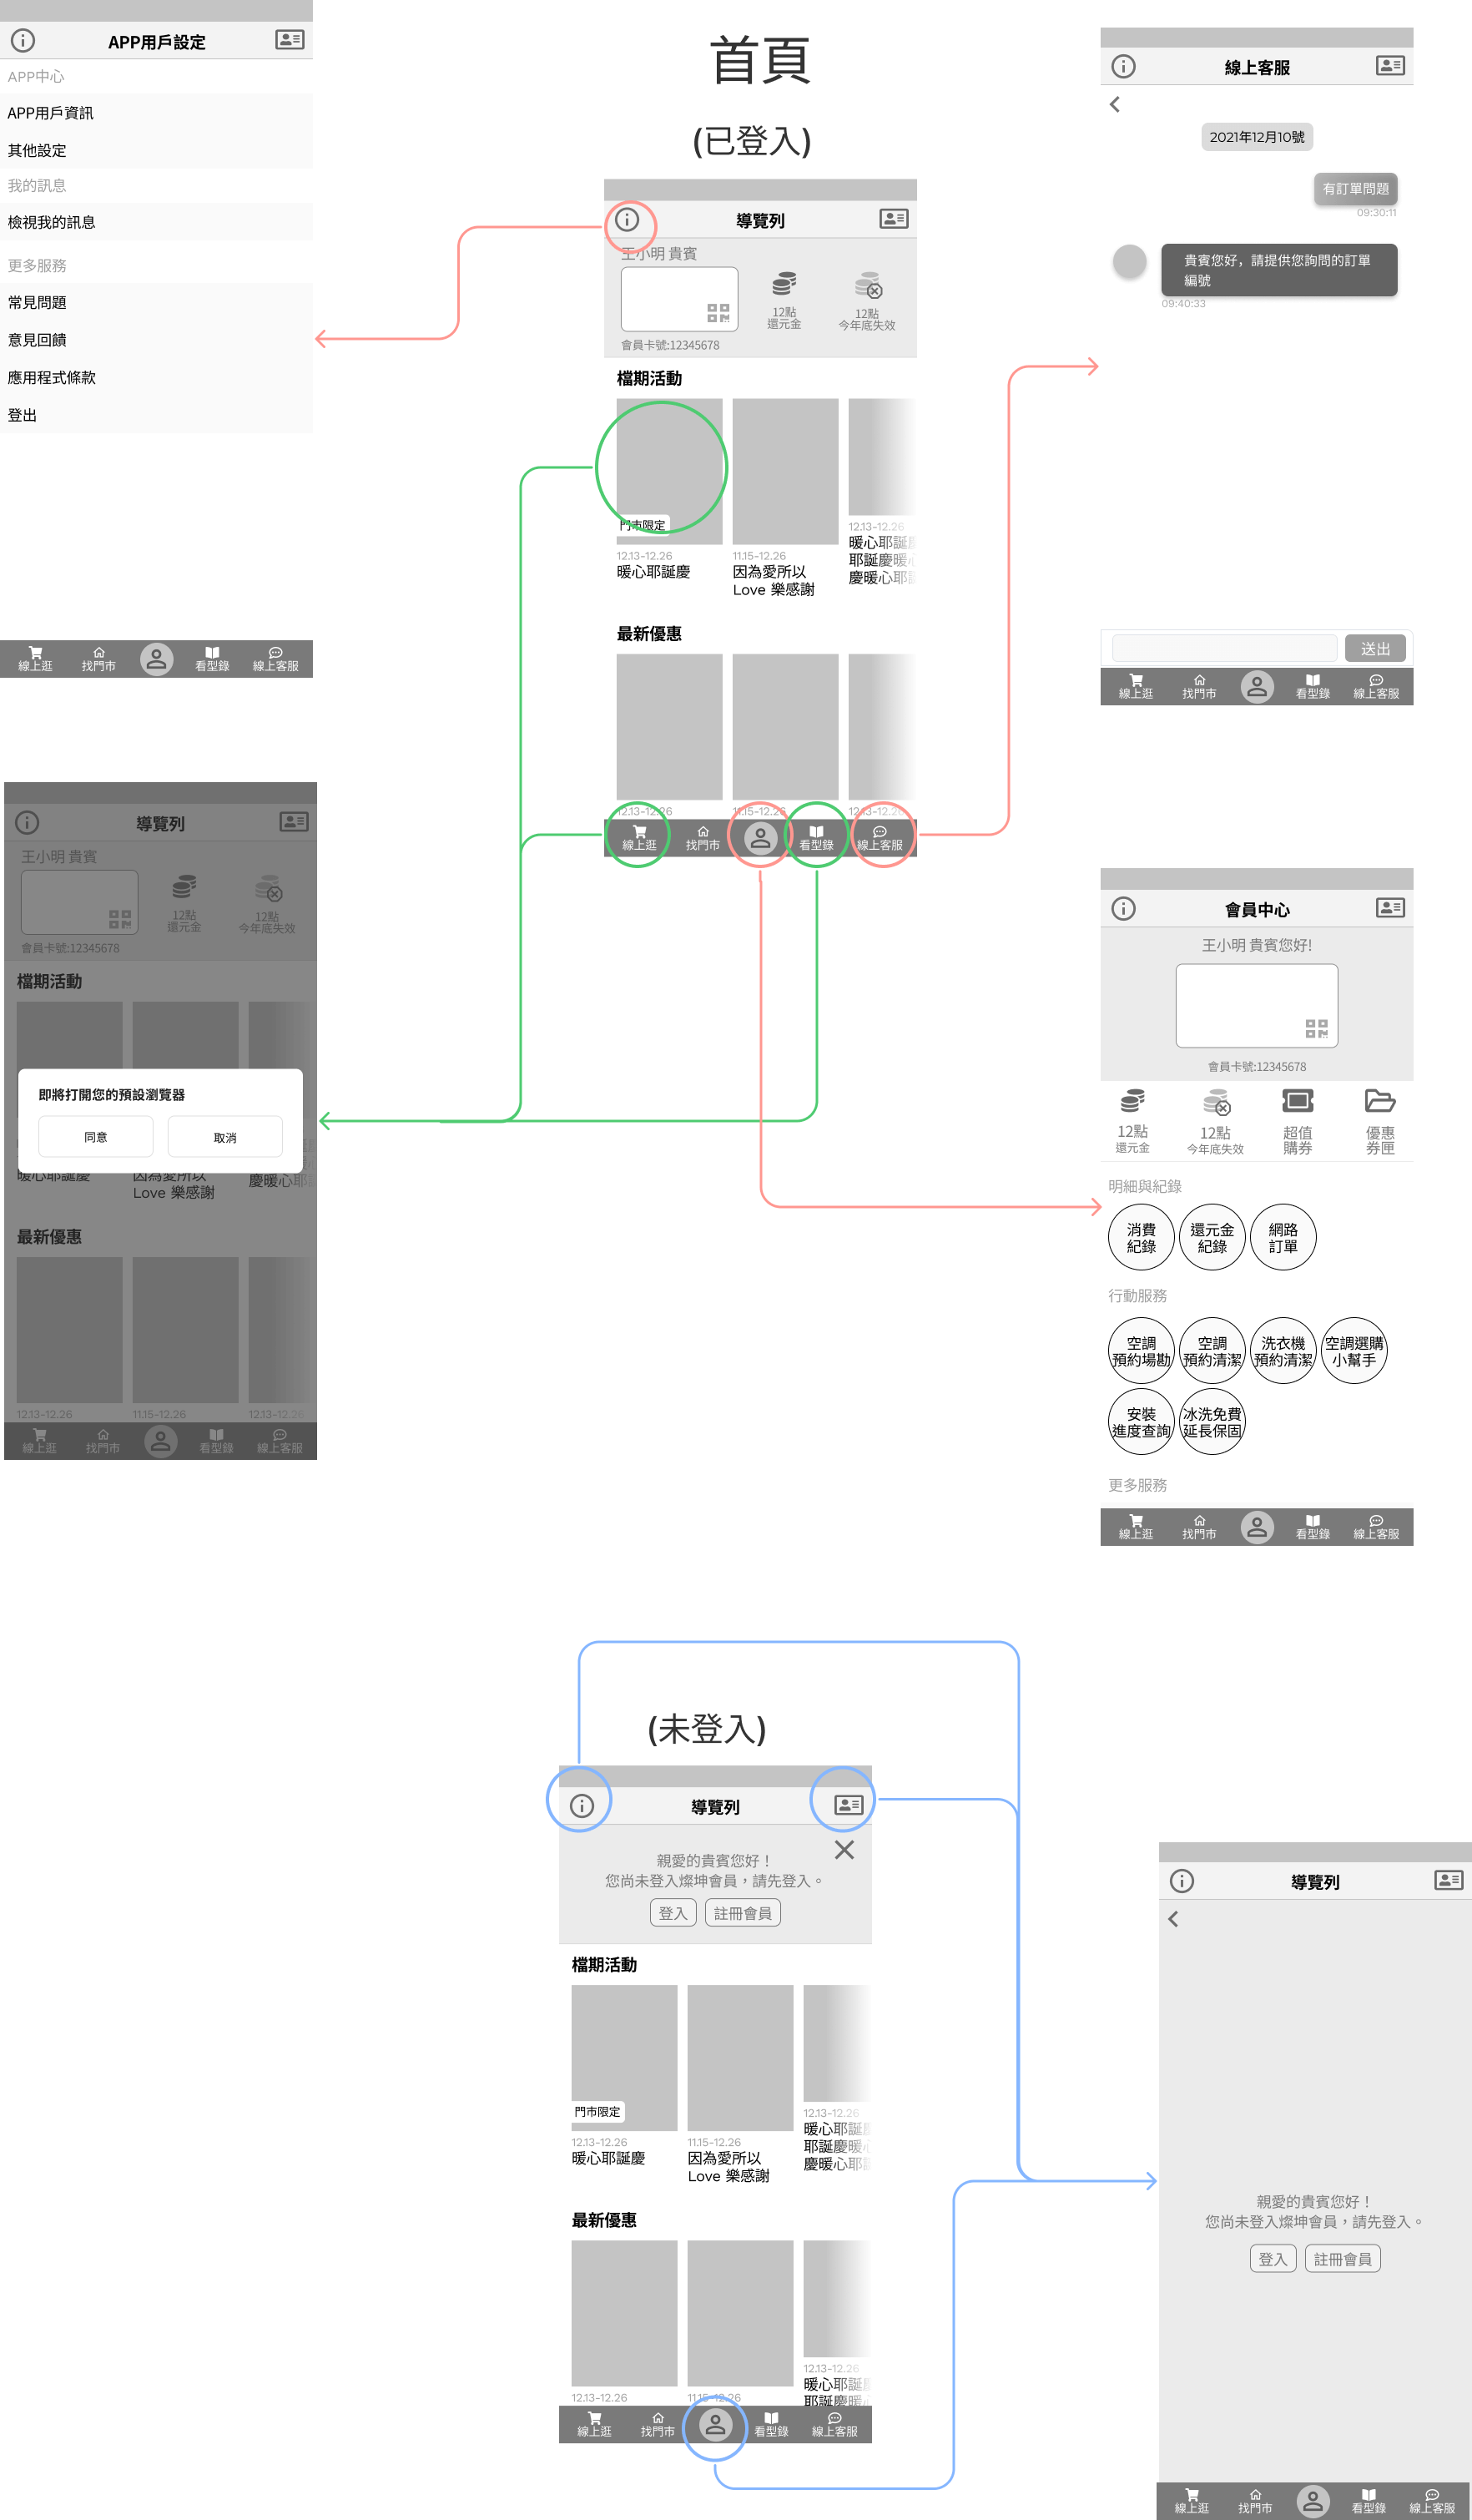 首頁
(已登入)
APP用戶設定
APP中心
APP用戶資訊
其他設定
我的訊息
檢視我的訊息
更多服務
常見問題
意見回饋
應用程式條款
登出
線上逛
找門市
看型錄
線上客服
導覽列
王小明 貴賓
12點
還元金
12點
今年底失效
會員卡號:12345678
檔期活動
門市限定
12.13-12.26
暖心耶誕慶
11.15-12.26
因為愛所以
Love 樂感謝
12.13-12.26
暖心耶誕慶
耶誕慶暖心
慶暖心耶誕
最新優惠
12.13-12.26
11.15-12.26
12.13-12.26
線上逛
找門市
看型錄
線上客服
線上客服
2021年12月10號
有訂單問題
09:30:11
貴賓您好，請提供您詢問的訂單
編號
09:40:33
送出
線上逛
找門市
看型錄
線上客服
導覽列
王小明 貴賓
12點
還元金
12點
今年底失效
會員卡號:12345678
檔期活動
即將打開您的預設瀏覽器
同意
取消
暖心耶誕慶
因為愛所以
Love 樂感謝
慶暖心耶誕
最新優惠
12.13-12.26
11.15-12.26
12.13-12.26
線上逛
找門市
看型錄
線上客服
會員中心
王小明 貴賓您好!
會員卡號:12345678
12點
還元金
12點
今年底失效
超值
購券
優惠
券匣
明細與紀錄
消費
紀錄
還元金
紀錄
網路
訂單
行動服務
空調
預約場勘
空調
預約清潔
洗衣機
預約清潔
空調選購
小幫手
安裝
進度查詢
冰洗免費
延長保固
更多服務
線上逛
找門市
看型錄
線上客服
(未登入)
導覽列
親愛的貴賓您好！
您尚未登入燦坤會員，請先登入。
登入
註冊會員
檔期活動
門市限定
12.13-12.26
暖心耶誕慶
11.15-12.26
因為愛所以
Love 樂感謝
12.13-12.26
暖心耶誕慶
耶誕慶暖心
慶暖心耶誕
最新優惠
12.13-12.26
11.15-12.26
12.13-12.26
暖心耶誕
耶誕慶暖心
線上逛
找門市
看型錄
線上客服
導覽列
親愛的貴賓您好！
您尚未登入燦坤會員，請先登入。
登入
註冊會員
線上逛
找門市
看型錄
線上客服